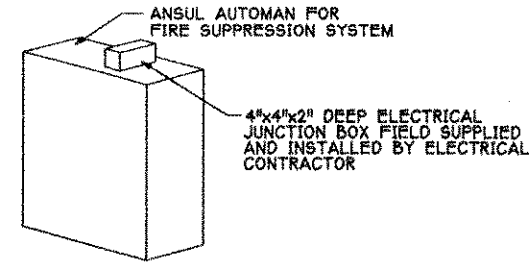 ANSUL AUTOMAN FOR
FIRE SUPPRESSION SYSTEM
4"x4"x2" DEEP ELECTRICAL
JUNCTION BOX FIELD SUPPLIED
AND INSTALLED BY ELECTRICAL
CONTRACTOR